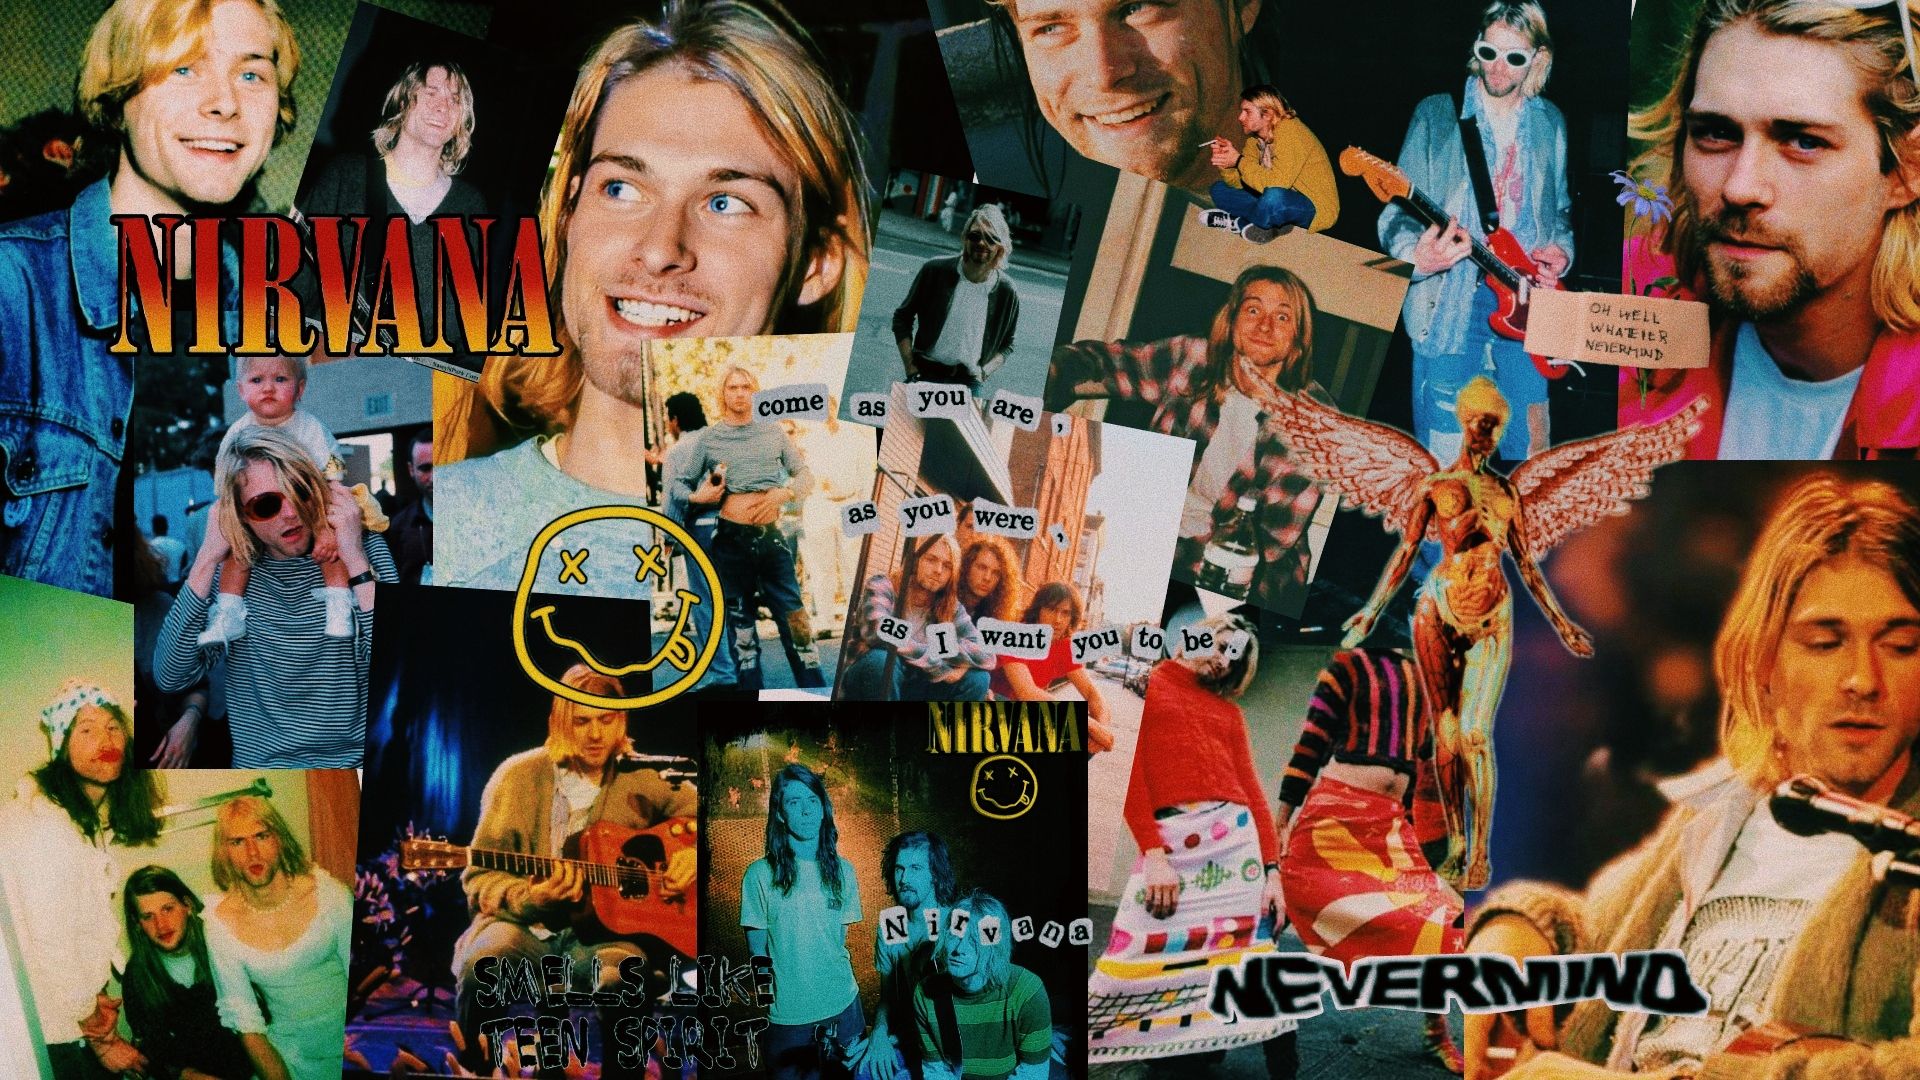 NIRVANA
OH WELL
WHATEVER
NEVERMIND
EXIT
come as you are,
as you were,
as I want you to be.
NIRVANA
Nirvana
SMELLS LIKE
TEEN SPIRIT
NEVERMIND